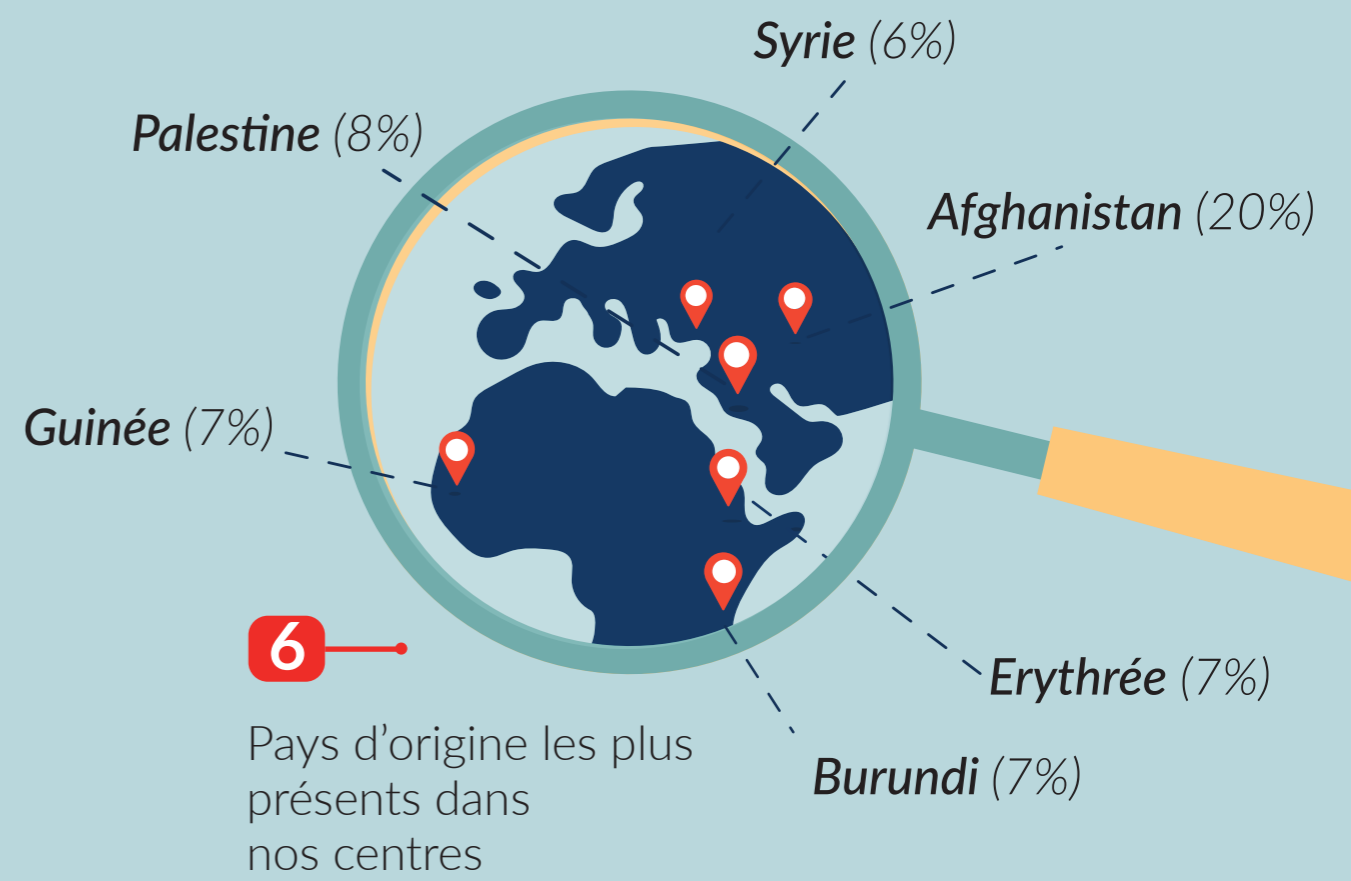 Syrie (6%)
Palestine (8%)
Afghanistan (20%)
Guinée (7%)
6
Erythrée (7%)
Pays d’origine les plus
présents dans
nos centres
Burundi (7%)